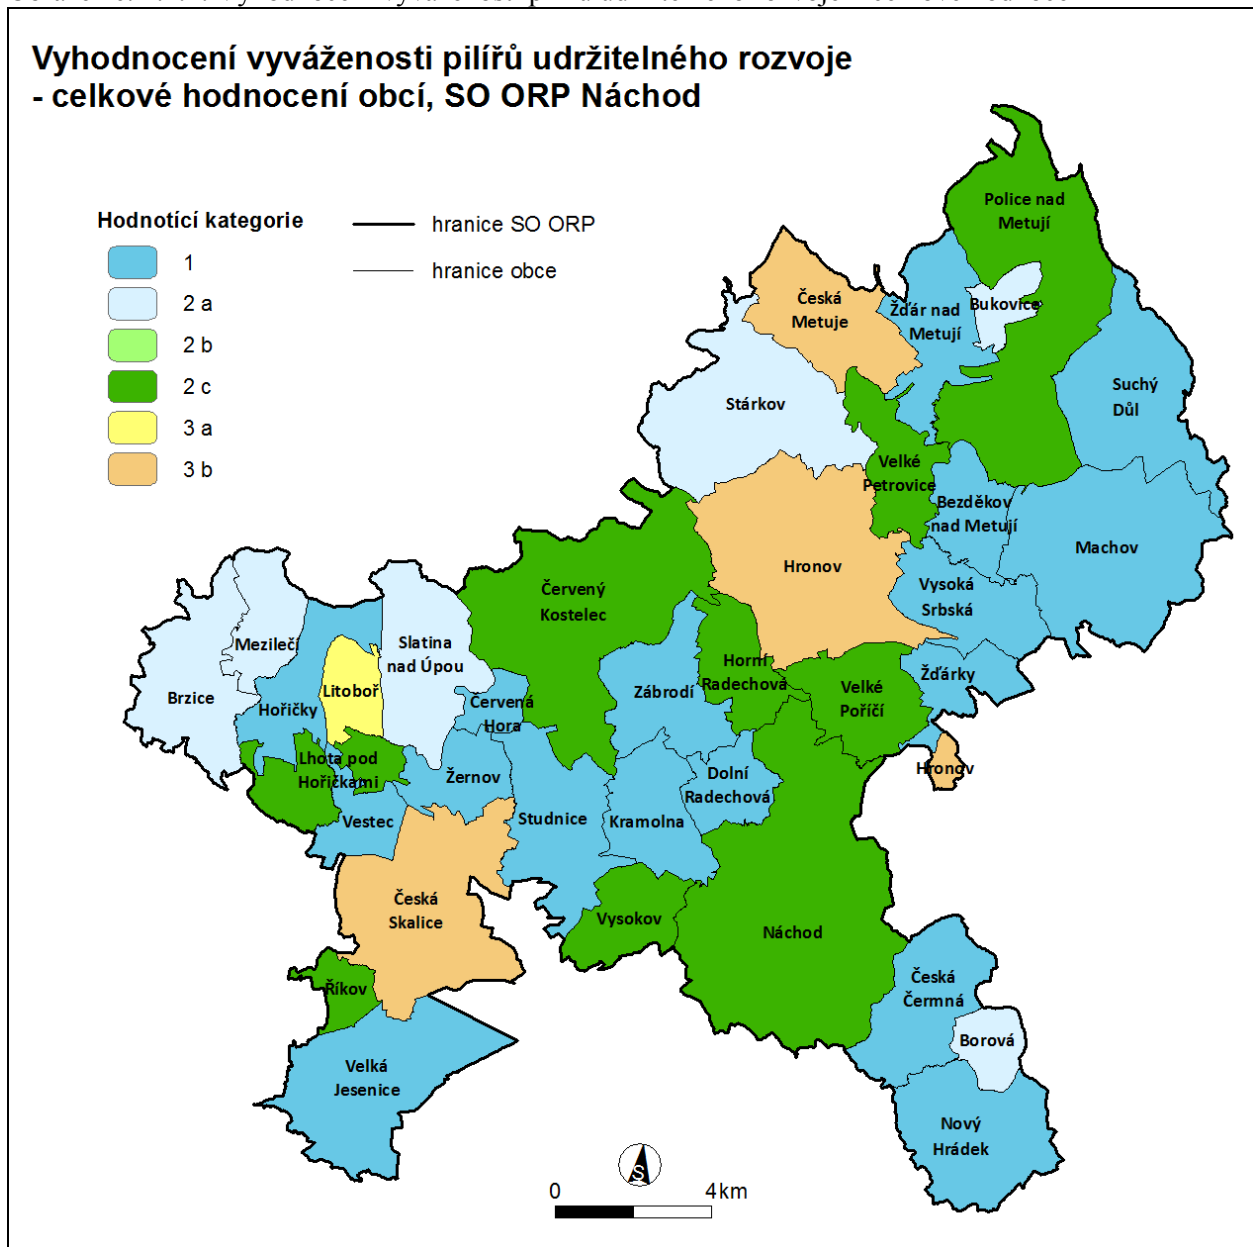 Vyhodnocení vyváženosti pilířů udržitelného rozvoje
- celkové hodnocení obcí, SO ORP Náchod
Hodnotící kategorie
1
2 a
2 b
2 c
3 a
3 b
hranice SO ORP
hranice obce
Police nad
Metují
Česká
Metuje
Žďár nad
Metují
Bukovice
Suchý
Důl
Stárkov
Velké
Petrovice
Bezděkov
nad Metují
Machov
Hronov
Vysoká
Srbská
Červený
Kostelec
Mezilečí
Slatina
nad Úpou
Brzice
Litoboř
Hořičky
Červená
Hora
Zábrodí
Horní
Radechová
Velké
Poříčí
Žďárky
Hronov
Lhota pod
Hořičkami
Žernov
Dolní
Radechová
Vestec
Studnice
Kramolna
Česká
Skalice
Vysokov
Náchod
Říkov
Česká
Čermná
Borová
Velká
Jesenice
Nový
Hrádek
S
0 4 km